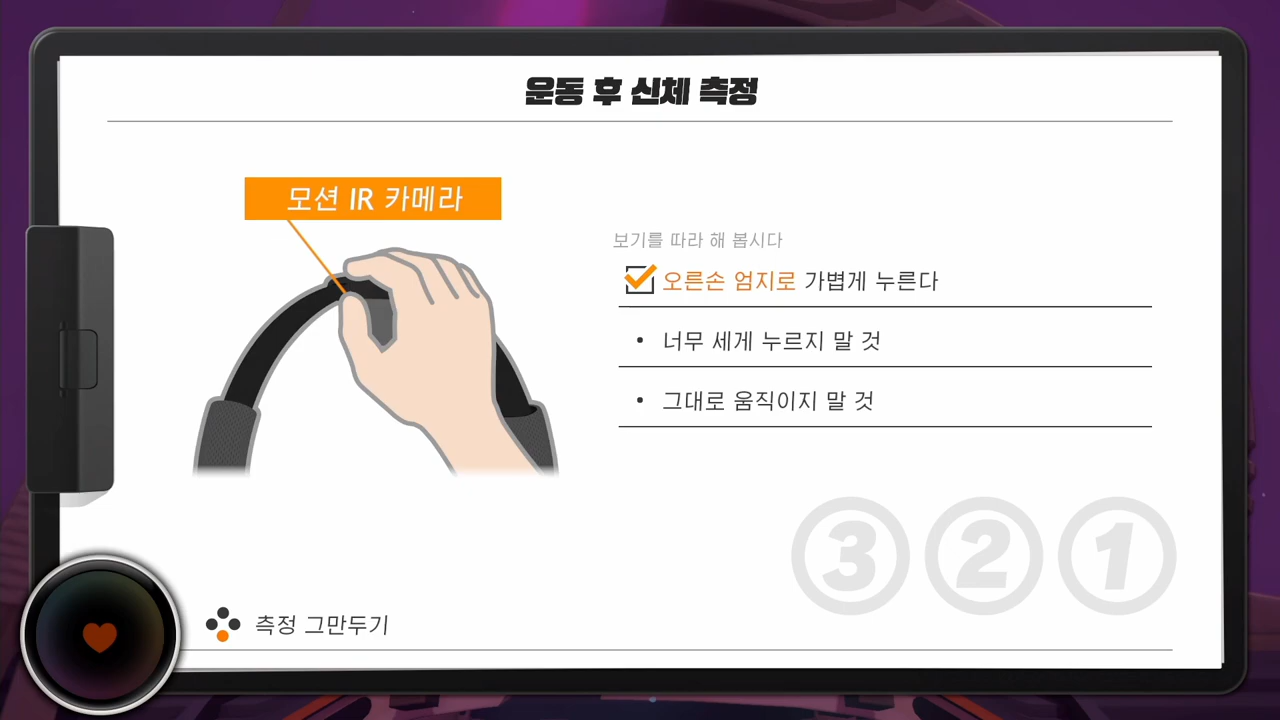 운동 후 신체 측정
모션 IR 카메라
보기를 따라 해 봅시다
오른손 엄지로 가볍게 누른다
• 너무 세게 누르지 말 것
• 그대로 움직이지 말 것
3 2 1
측정 그만두기